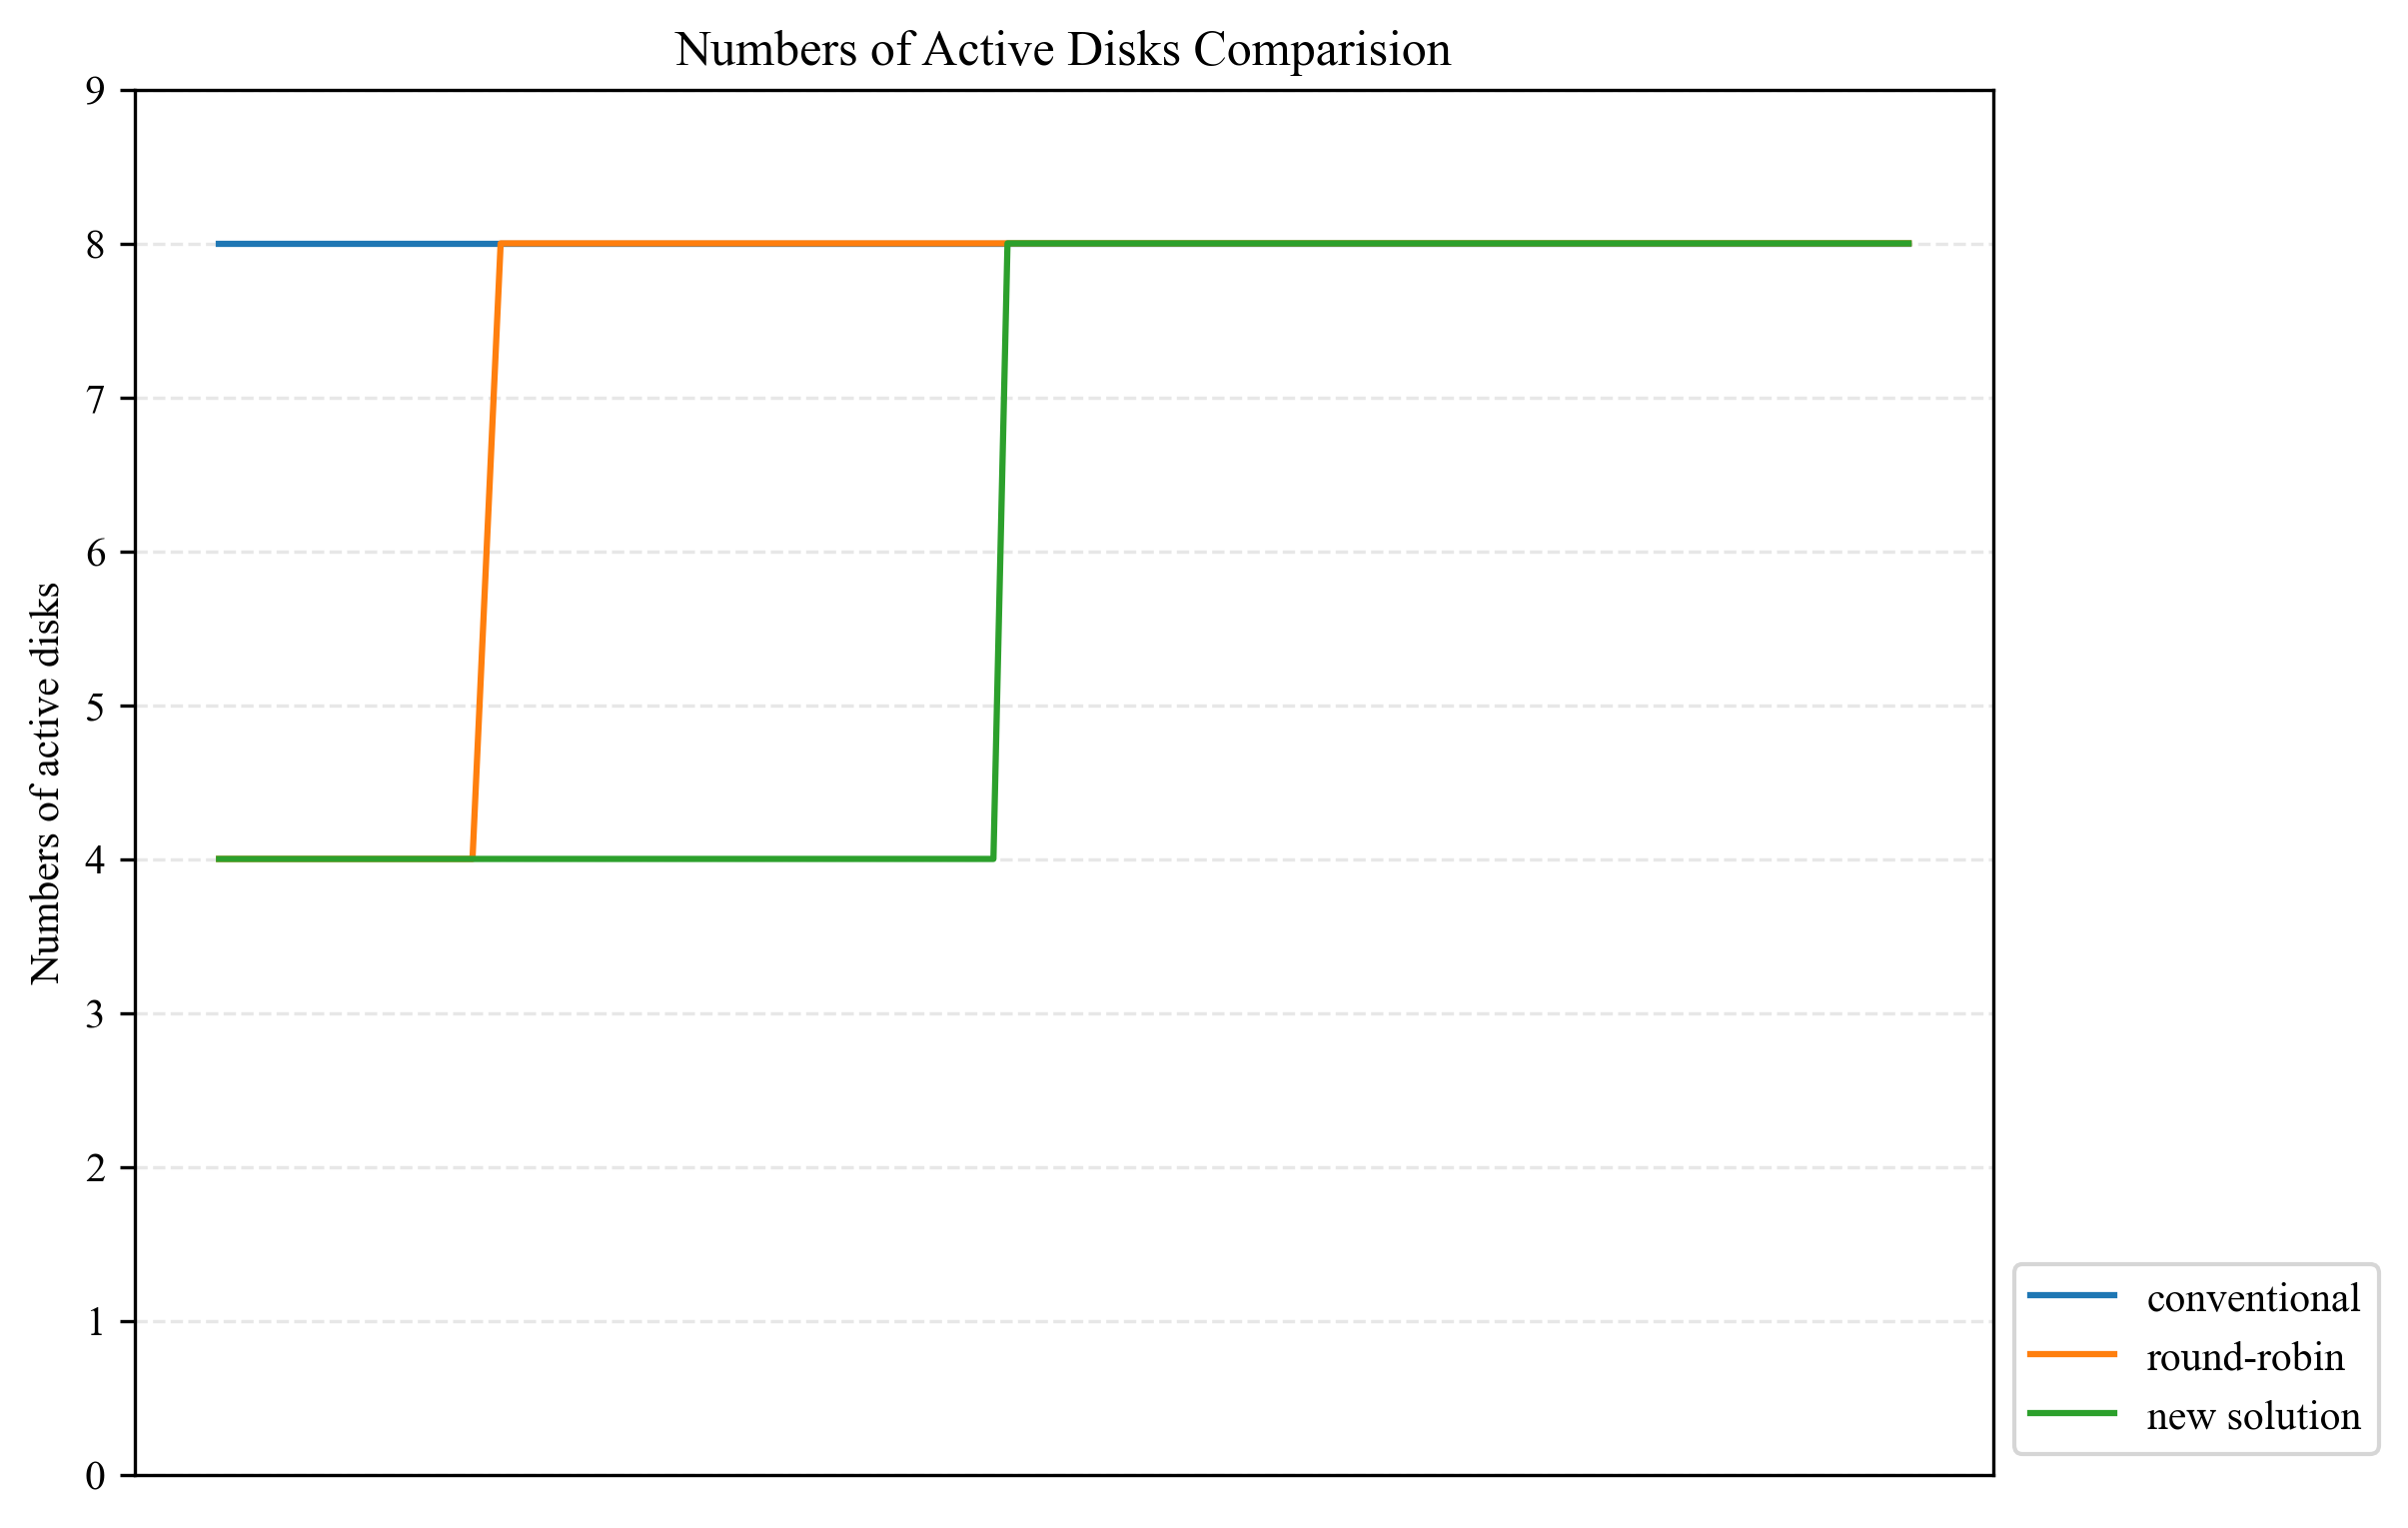 Numbers of Active Disks Comparision
9
8
7
6
5
4
3
2
1
0
Numbers of active disks
conventional
round-robin
new solution